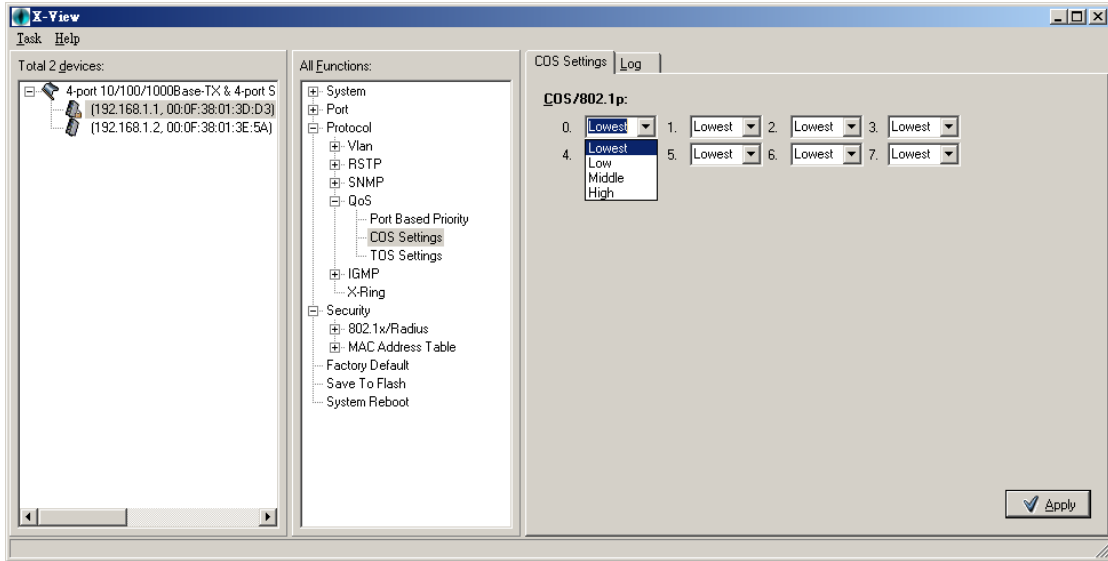 X-View
Task Help
Total 2 devices:
4-port 10/100/1000Base-TX & 4-port S
(192.168.1.1, 00:0F:38:01:3D:D3)
(192.168.1.2, 00:0F:38:01:3E:5A)
All Functions:
System
Port
Protocol
Vlan
RSTP
SNMP
QoS
Port Based Priority
COS Settings
TOS Settings
IGMP
X-Ring
Security
802.1x/Radius
MAC Address Table
Factory Default
Save To Flash
System Reboot
COS Settings Log
COS/802.1p:
0. Lowest 1. Lowest 2. Lowest 3. Lowest
4. 5. Lowest 6. Lowest 7. Lowest
Lowest
Low
Middle
High
Apply